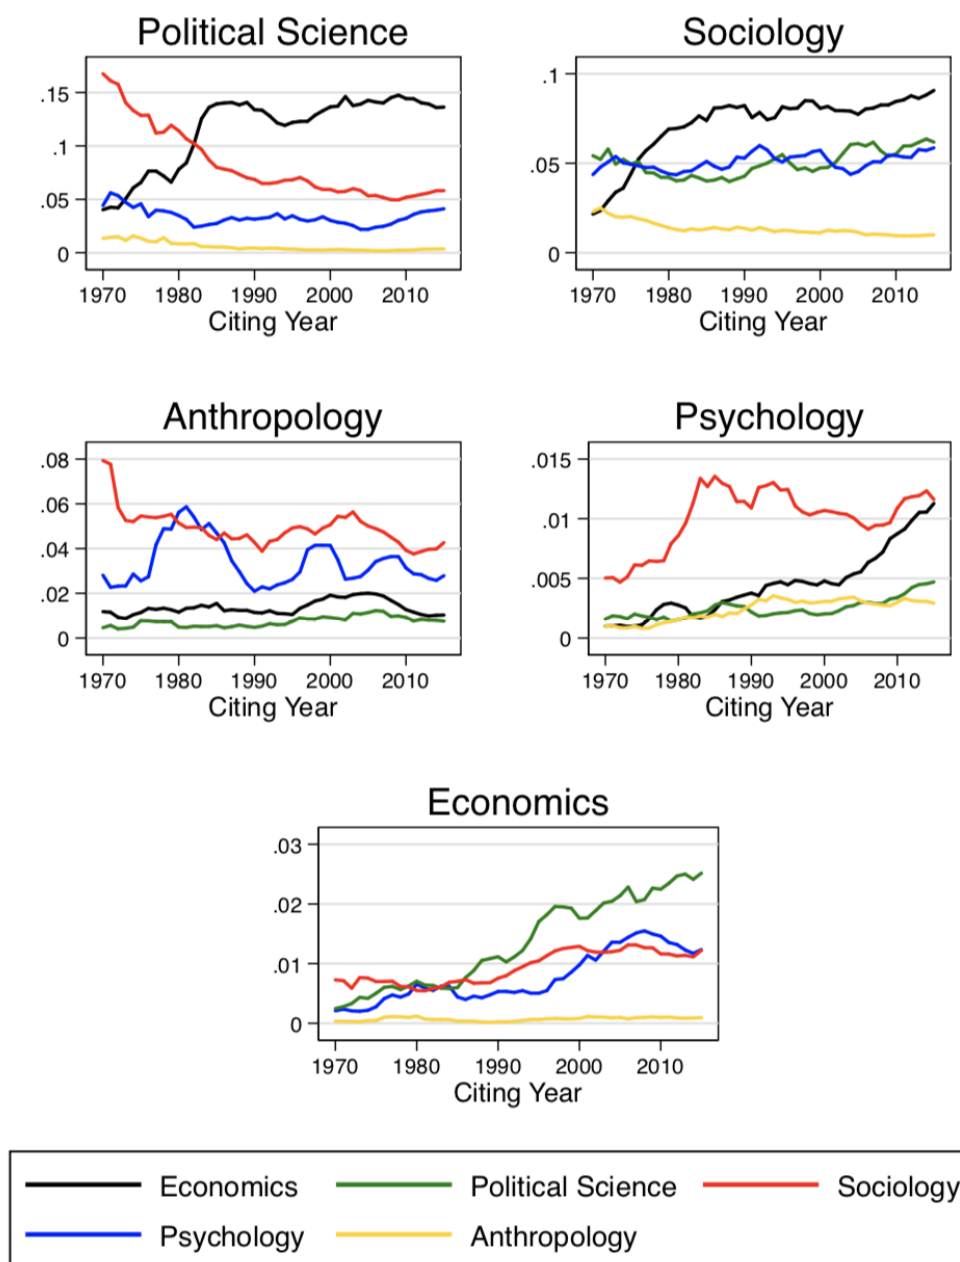 Political Science
Sociology
.15
.1
.05
0
1970 1980 1990 2000 2010
Citing Year
.1
.05
0
1970 1980 1990 2000 2010
Citing Year
Anthropology
Psychology
.08
.06
.04
.02
0
1970 1980 1990 2000 2010
Citing Year
.015
.01
.005
0
1970 1980 1990 2000 2010
Citing Year
Economics
.03
.02
.01
0
1970 1980 1990 2000 2010
Citing Year
Economics Political Science Sociology
Psychology Anthropology